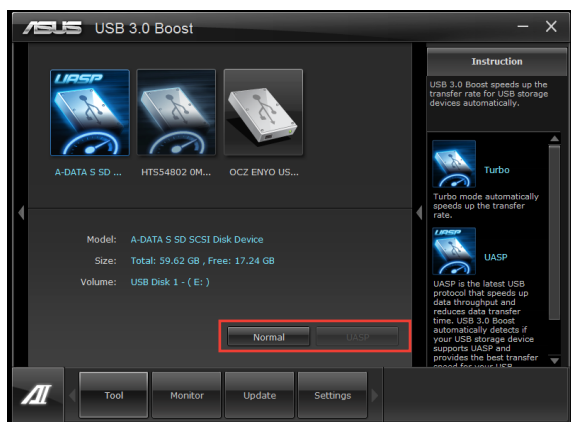 ASUS USB 3.0 Boost
Instruction
USB 3.0 Boost speeds up the
transfer rate for USB storage
devices automatically.
UASP
A-DATA S SD ...
HTS54802 0M...
OCZ ENYO US...
Turbo
Turbo mode automatically
speeds up the transfer
rate.
UASP
UASP
UASP is the latest USB
protocol that speeds up
data throughput and
reduces data transfer
time. USB 3.0 Boost
automatically detects if
your USB storage device
supports UASP and
provides the best transfer
speed for your USB
Model: A-DATA S SD SCSI Disk Device
Size: Total: 59.62 GB , Free: 17.24 GB
Volume: USB Disk 1 - ( E: )
Normal
UASP
Tool
Monitor
Update
Settings